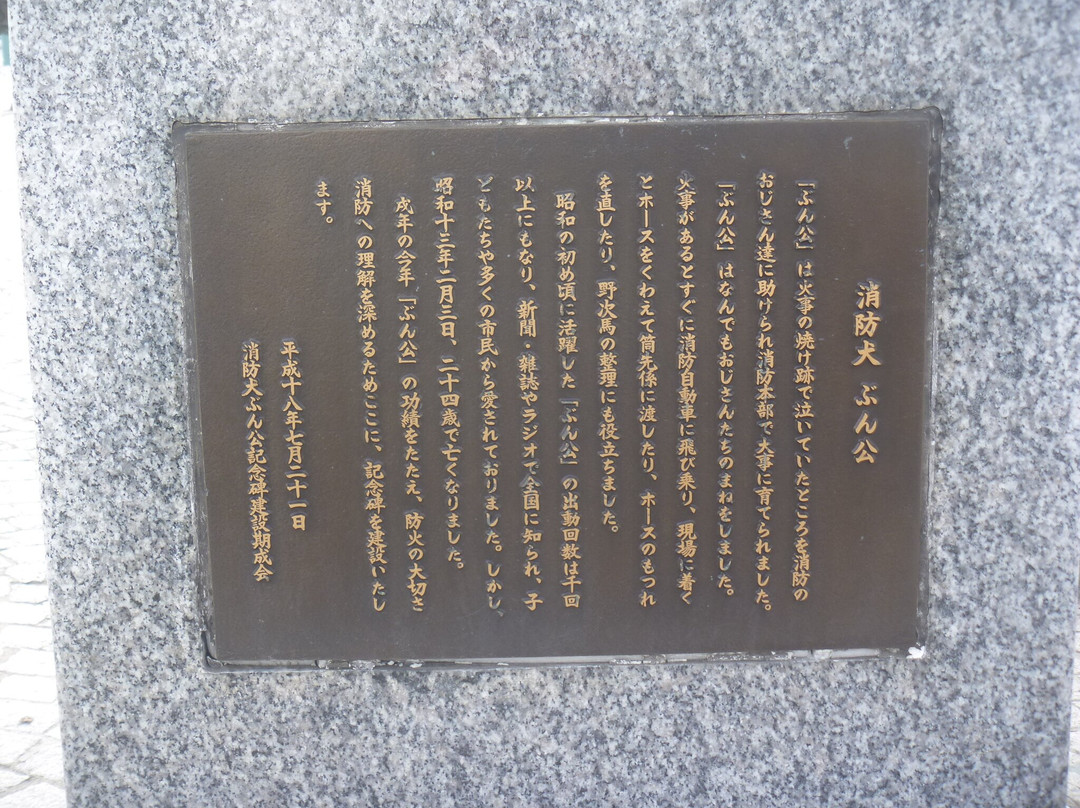 消防犬 ぶん公
「ぶん公」は火事の焼け跡で泣いていたところを消防の
おじさん達に助けられ消防本部で大事に育てられました。
「ぶん公」はなんでもおじさんたちのまねをしました。
火事があるとすぐに消防自動車に飛び乗り、現場に着く
とホースをくわえて筒先係に渡したり、ホースのもつれ
を直したり、野次馬の整理にも役立ちました。
昭和の初め頃に活躍した「ぶん公」の出動回数は千回
以上にもなり、新聞・雑誌やラジオで全国に知られ、子
どもたちや多くの市民から愛されておりました。しかし、
昭和十三年二月三日、二十四歳で亡くなりました。
戌年の今年「ぶん公」の功績をたたえ、防火の大切さ
消防への理解を深めるためここに、記念碑を建設いたし
ます。
平成十八年七月二十一日
消防犬ぶん公記念碑建設期成会